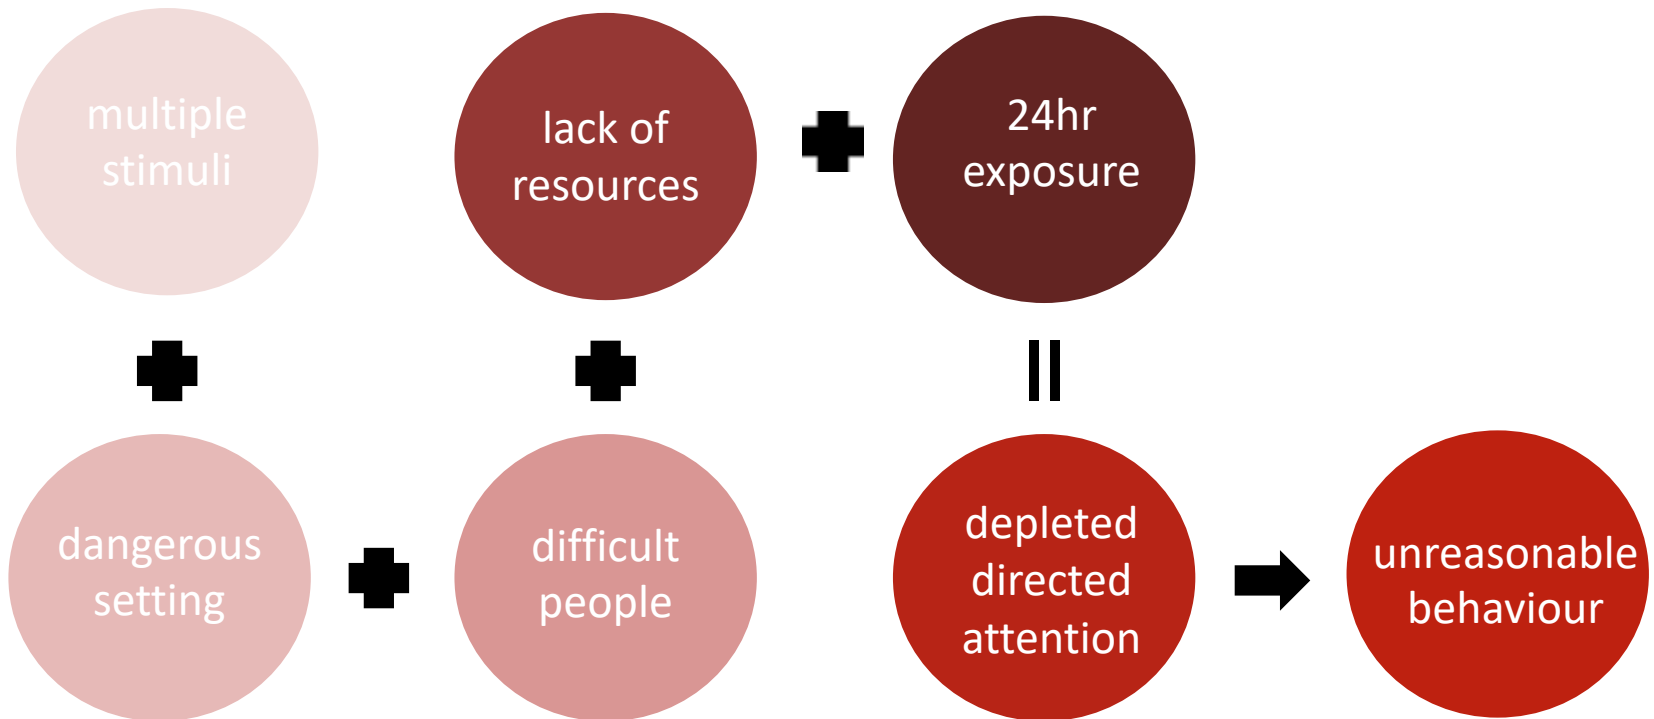 multiple
stimuli
dangerous
setting
difficult
people
lack of
resources
24hr
exposure
depleted
directed
attention
unreasonable
behaviour